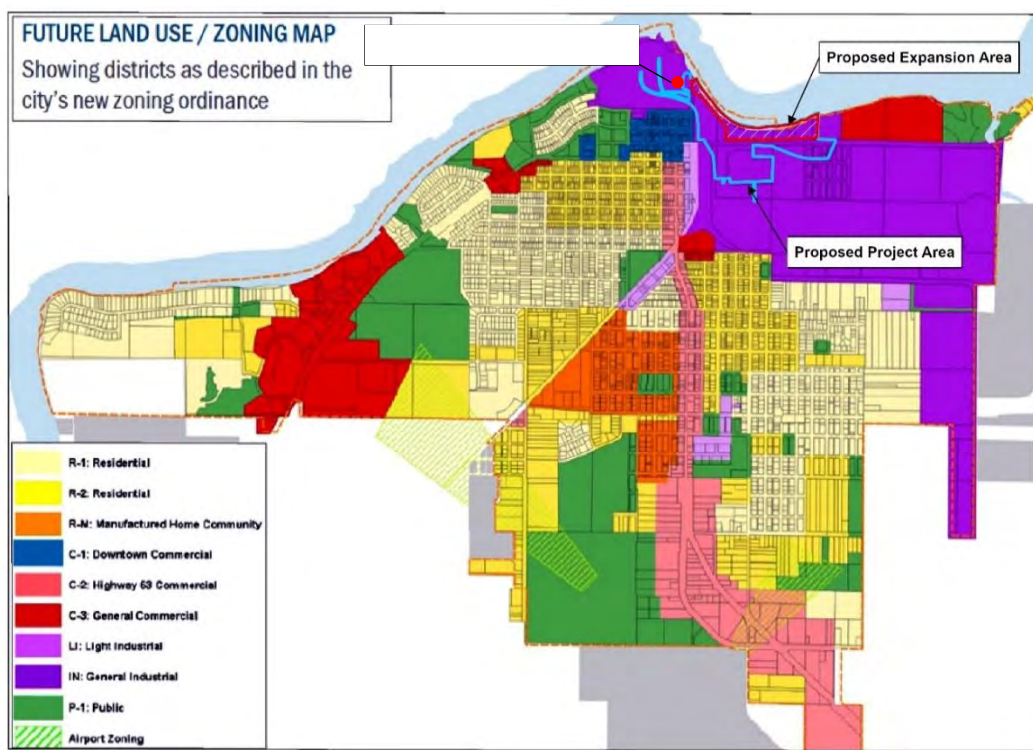 FUTURE LAND USE / ZONING MAP
Showing districts as described in the
city's new zoning ordinance
Proposed Expansion Area
Proposed Project Area
R-1: Residential
R-2: Residential
R-M: Manufactured Home Community
C-1: Downtown Commercial
C-2: Highway 53 Commercial
C-3: General Commercial
LI: Light Industrial
IN: General Industrial
P-1: Public
Airport Zoning